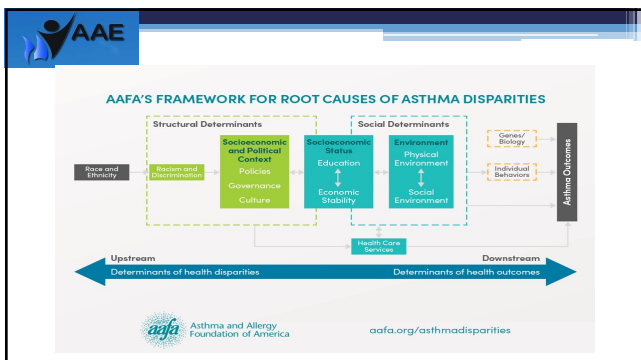 AAE
AAFA'S FRAMEWORK FOR ROOT CAUSES OF ASTHMA DISPARITIES
Structural Determinants
Social Determinants
Race and
Ethnicity
Racism and
Discrimination
Socioeconomic
and Political
Context
Policies
Governance
Culture
Socioeconomic
Status
Education
Economic
Stability
Environment
Physical
Environment
Social
Environment
Genes/
Biology
Individual
Behaviors
Asthma Outcomes
Health Care
Services
Upstream
Downstream
Determinants of health disparities
Determinants of health outcomes
aafa
Asthma and Allergy
Foundation of America
aafa.org/asthmadisparities